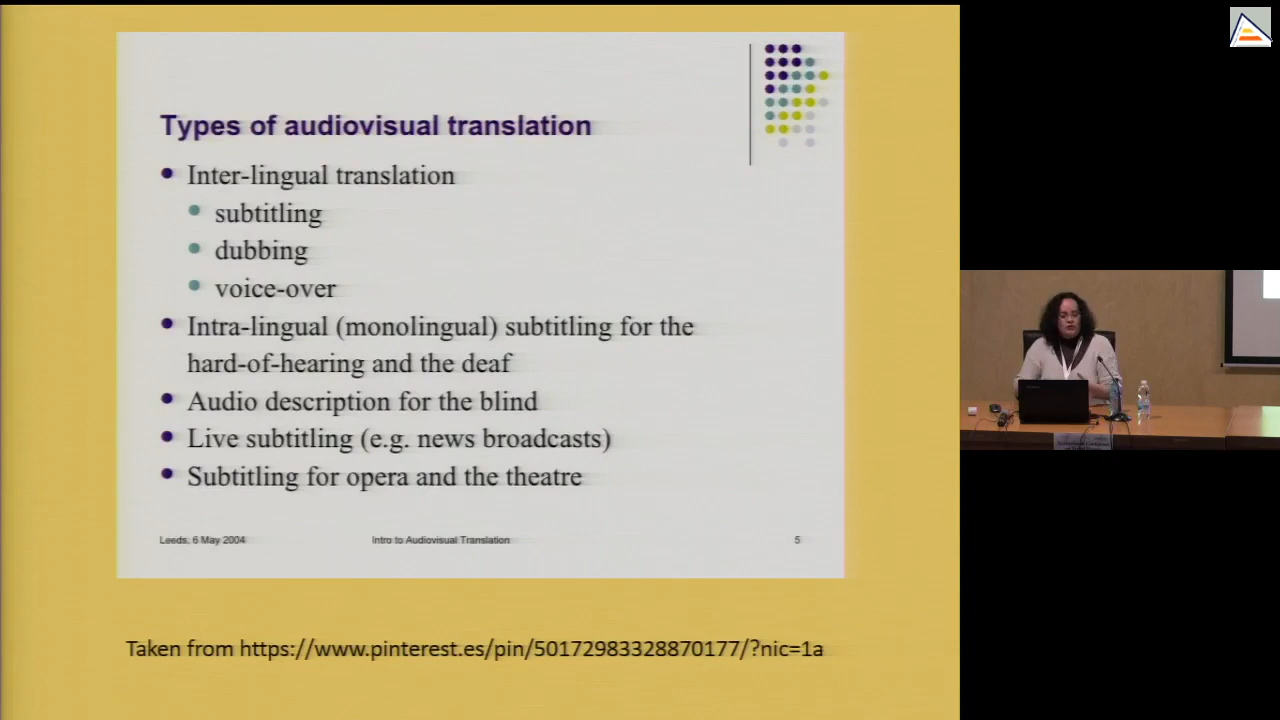 Types of audiovisual translation
Inter-lingual translation
subtitling
dubbing
voice-over
Intra-lingual (monolingual) subtitling for the
hard-of-hearing and the deaf
Audio description for the blind
Live subtitling (e.g. news broadcasts)
Subtitling for opera and the theatre
Leeds, 6 May 2004
Intro to Audiovisual Translation
5
Taken from https://www.pinterest.es/pin/50172983328870177/?nic=1a